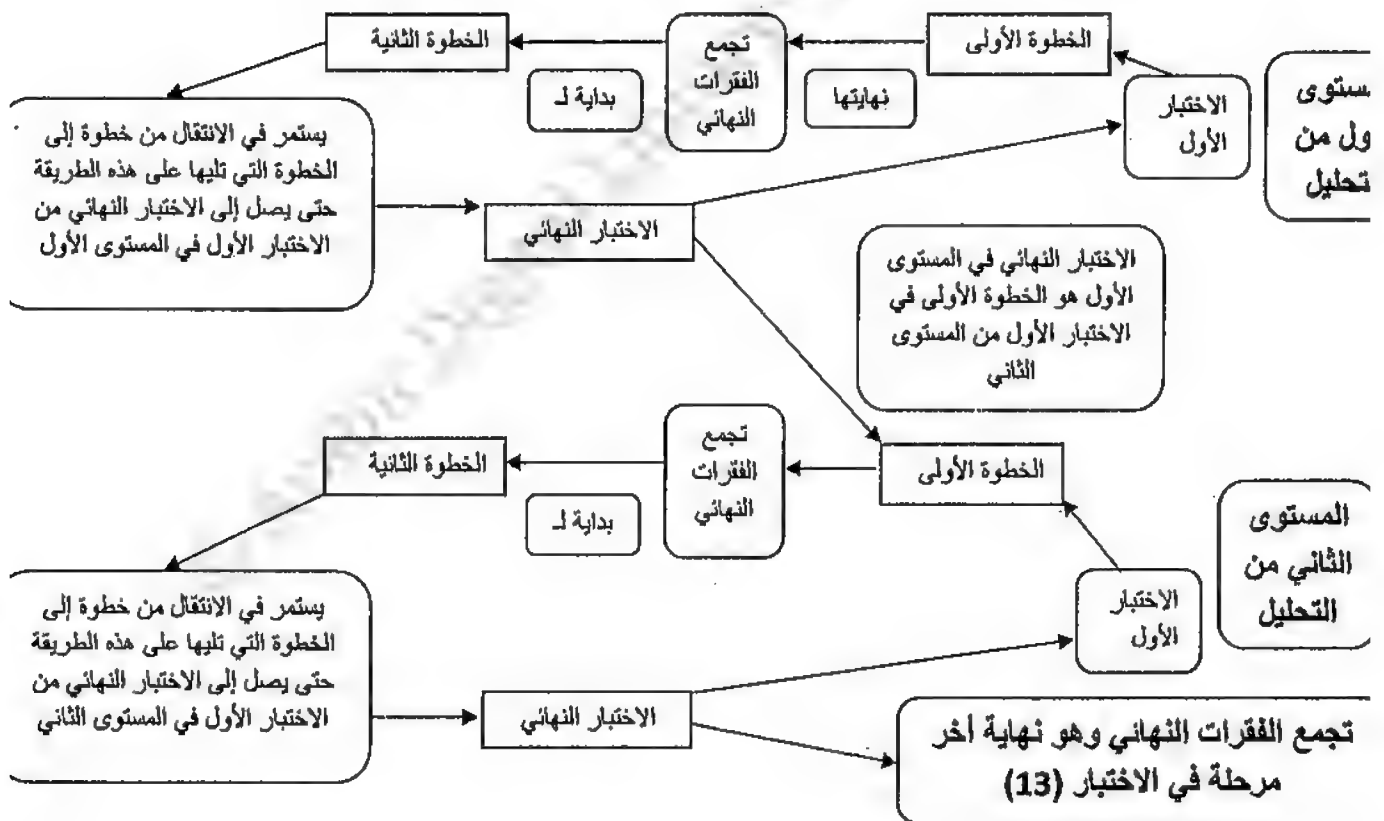 الخطوة الأولى
تجمع
الفقرات
النهائي
الخطوة الثانية
نهايتها
بداية لـ
الاختبار
الأول
مستوى
ول من
تحليل
يستمر في الانتقال من خطوة إلى
الخطوة التي تليها على هذه الطريقة
حتى يصل إلى الاختبار النهائي من
الاختبار الأول في المستوى الأول
الاختبار النهائي
الاختبار النهائي في المستوى
الأول هو الخطوة الأولى في
الاختبار الأول من المستوى
الثاني
الخطوة الأولى
تجمع
الفقرات
النهائي
الخطوة الثانية
بداية لـ
المستوى
الثاني من
التحليل
الاختبار
الأول
يستمر في الانتقال من خطوة إلى
الخطوة التي تليها على هذه الطريقة
حتى يصل إلى الاختبار النهائي من
الاختبار الأول في المستوى الثاني
الاختبار النهائي
تجمع الفقرات النهائي وهو نهاية أخر
مرحلة في الاختبار (13)